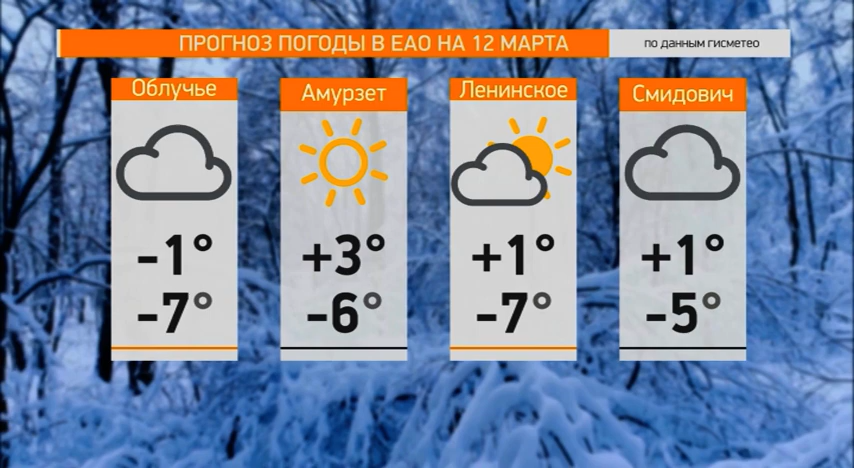 ПРОГНОЗ ПОГОДЫ В ЕАО НА 12 МАРТА
по данным гисметео
Облучье
-1°
-7°
Амурзет
+3°
-6°
Ленинское
+1°
-7°
Смидович
+1°
-5°